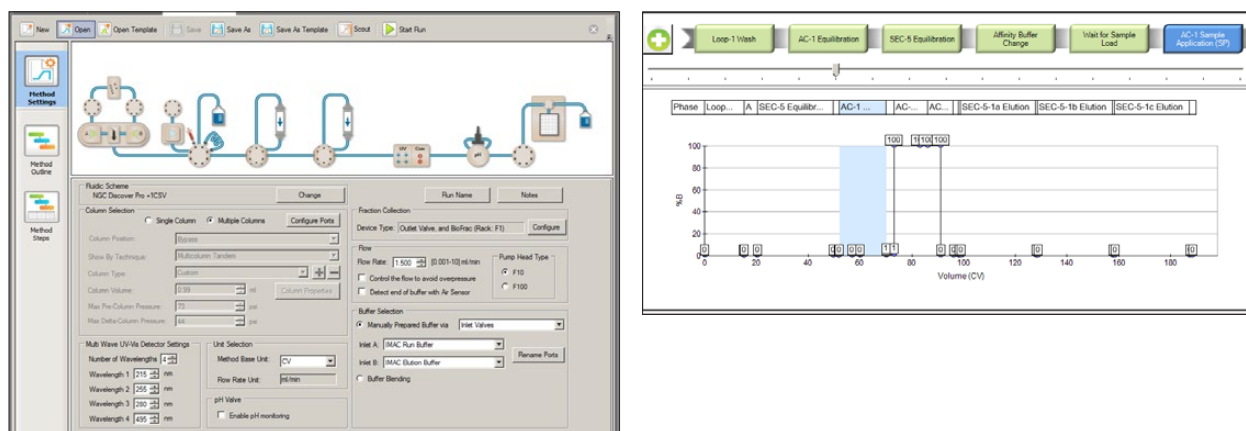 New Open Open Template Save Save As Save As Template Scout Start Run
Method Settings
Method Outline
Method Steps
UV Con pH
Fluidic Scheme
NGC Discover Pro +1CSV Change
Column Selection
Single Column Multiple Columns Configure Ports
Column Position: Bypass
Show By Technique: Multicolumn Tandem
Column Type: Custom
Column Volume: 0.99 ml Column Properties
Max Pre-Column Pressure: 73 psi
Max Delta-Column Pressure: 44 psi
Multi Wave UV-Vis Detector Settings
Number of Wavelengths 4
Wavelength 1 215 nm
Wavelength 2 255 nm
Wavelength 3 280 nm
Wavelength 4 495 nm
Unit Selection
Method Base Unit: CV
Flow Rate Unit: ml/min
pH Valve
Enable pH monitoring
Run Name Notes
Fraction Collection
Device Type: Outlet Valve, and BioFrac (Rack: F1) Configure
Flow
Flow Rate: 1.500 [0.001-10] ml/min
Control the flow to avoid overpressure
Detect end of buffer with Air Sensor
Pump Head Type
F10
F100
Buffer Selection
Manually Prepared Buffer via Inlet Valves
Inlet A: IMAC Run Buffer
Inlet B: IMAC Elution Buffer
Rename Ports
Buffer Blending
Loop-1 Wash
AC-1 Equilibration
SEC-5 Equilibration
Affinity Buffer Change
Wait for Sample Load
AC-1 Sample Application (SP)
Phase Loop... A SEC-5 Equilibr... AC-1 ... AC-... AC... SEC-5-1a Elution SEC-5-1b Elution SEC-5-1c Elution
100 100
100
80
60
40
20
0
%B
0 0 0 0 0 0 0 1 1 0 0 0 0 0 0
0 20 40 60 80 100 120 140 160 180
Volume (CV)